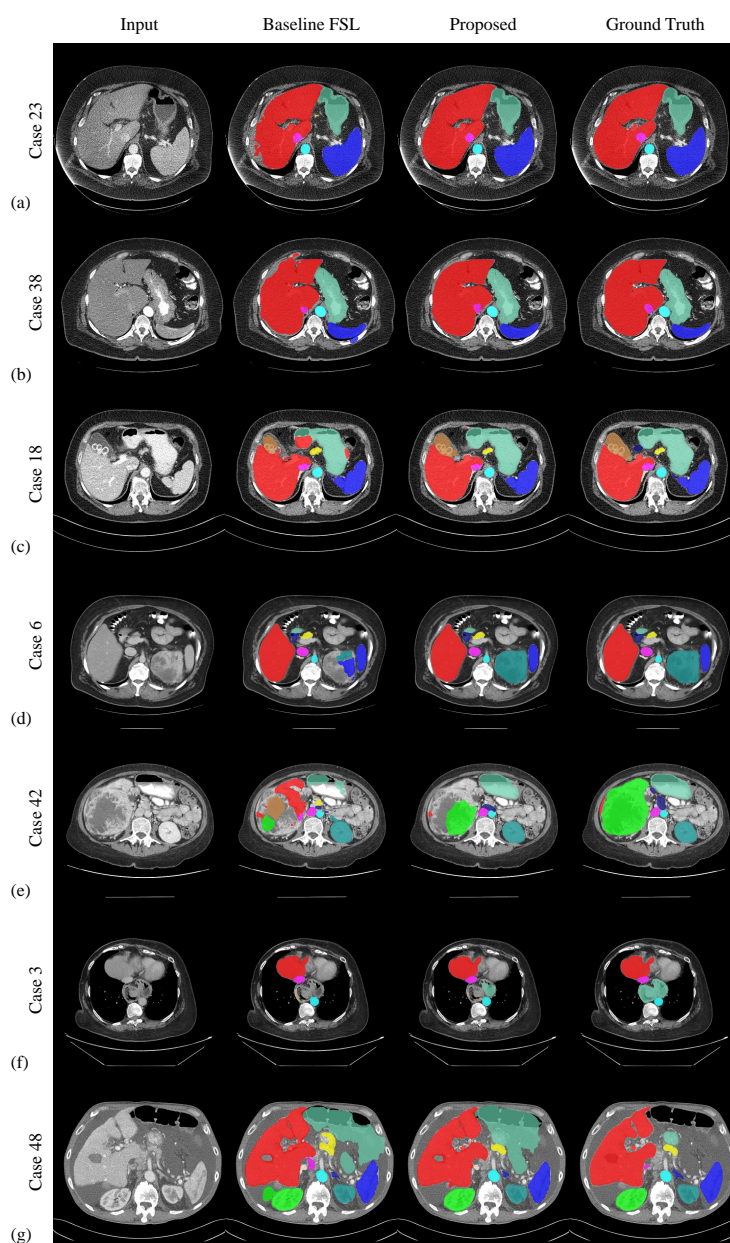 Input Baseline FSL Proposed Ground Truth
Case 23
(a)
Case 38
(b)
Case 18
(c)
Case 6
(d)
Case 42
(e)
Case 3
(f)
Case 48
(g)